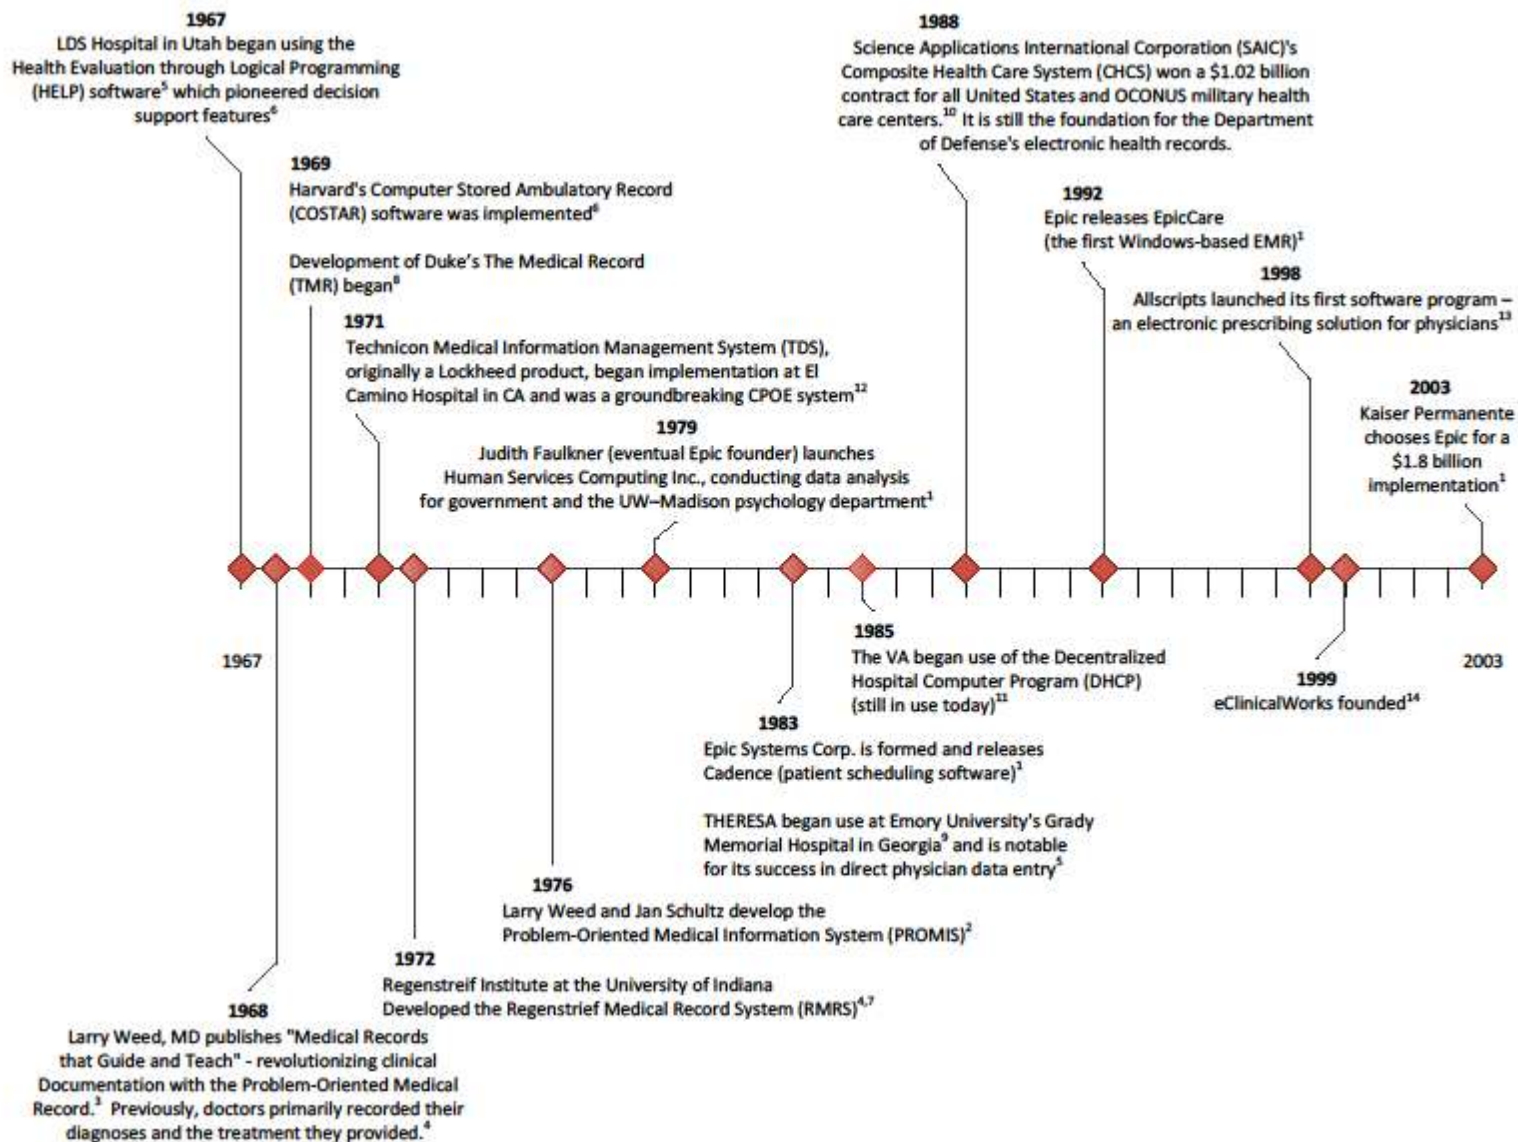 1967
LDS Hospital in Utah began using the
Health Evaluation through Logical Programming
(HELP) software⁵ which pioneered decision
support features⁶
1969
Harvard's Computer Stored Ambulatory Record
(COSTAR) software was implemented⁶
Development of Duke's The Medical Record
(TMR) began⁸
1971
Technicon Medical Information Management System (TDS),
originally a Lockheed product, began implementation at El
Camino Hospital in CA and was a groundbreaking CPOE system¹²
1979
Judith Faulkner (eventual Epic founder) launches
Human Services Computing Inc., conducting data analysis
for government and the UW–Madison psychology department¹
1988
Science Applications International Corporation (SAIC)'s
Composite Health Care System (CHCS) won a $1.02 billion
contract for all United States and OCONUS military health
care centers.¹⁰ It is still the foundation for the Department
of Defense's electronic health records.
1992
Epic releases EpicCare
(the first Windows-based EMR)¹
1998
Allscripts launched its first software program –
an electronic prescribing solution for physicians¹³
2003
Kaiser Permanente
chooses Epic for a
$1.8 billion
implementation¹
1967
2003
1985
The VA began use of the Decentralized
Hospital Computer Program (DHCP)
(still in use today)¹¹
1999
eClinicalWorks founded¹⁴
1983
Epic Systems Corp. is formed and releases
Cadence (patient scheduling software)¹
THERESA began use at Emory University's Grady
Memorial Hospital in Georgia⁹ and is notable
for its success in direct physician data entry⁵
1976
Larry Weed and Jan Schultz develop the
Problem-Oriented Medical Information System (PROMIS)²
1972
Regenstreif Institute at the University of Indiana
Developed the Regenstrief Medical Record System (RMRS)⁴,⁷
1968
Larry Weed, MD publishes "Medical Records
that Guide and Teach" - revolutionizing clinical
Documentation with the Problem-Oriented Medical
Record.³ Previously, doctors primarily recorded their
diagnoses and the treatment they provided.⁴